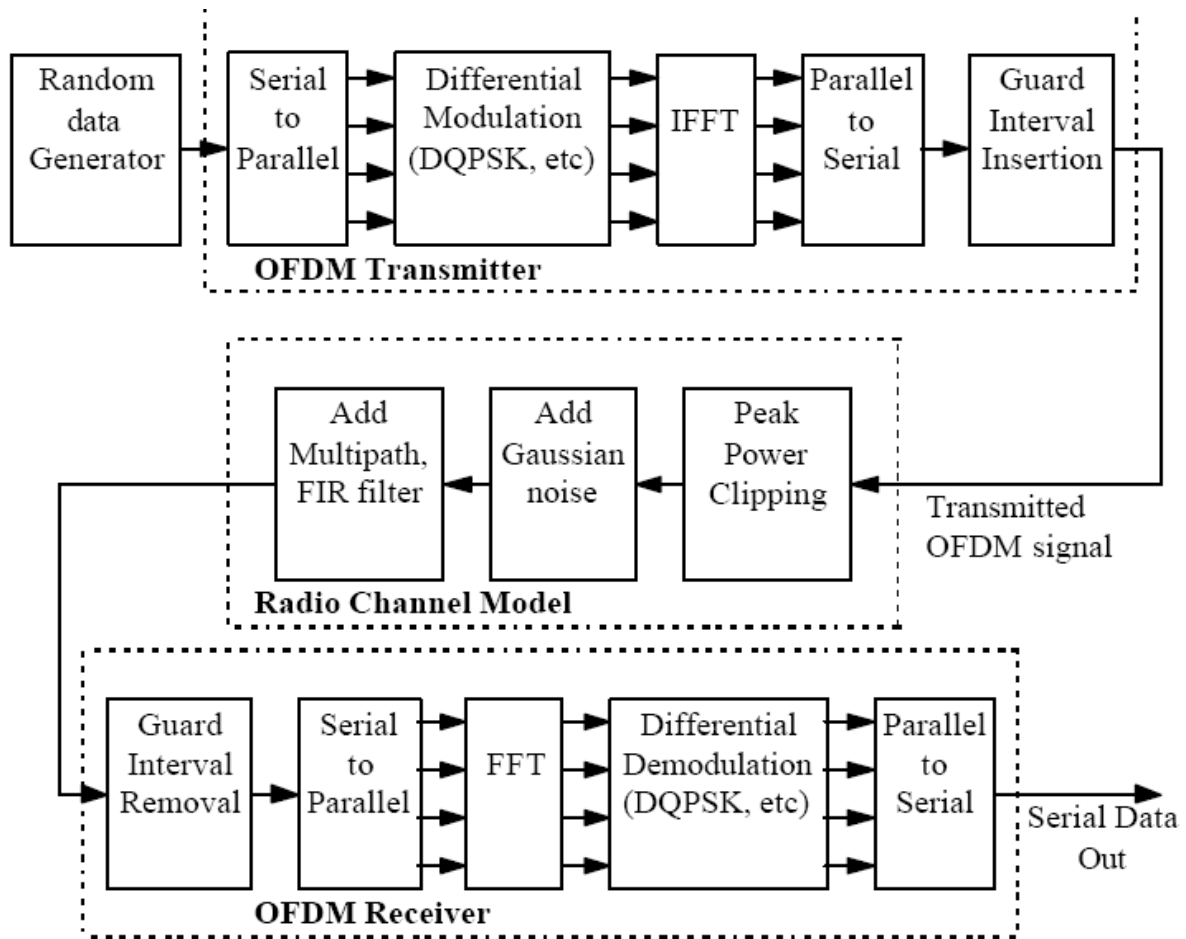 Random
data
Generator
Serial
to
Parallel
Differential
Modulation
(DQPSK, etc)
IFFT
Parallel
to
Serial
Guard
Interval
Insertion
OFDM Transmitter
Add
Multipath,
FIR filter
Add
Gaussian
noise
Peak
Power
Clipping
Transmitted
OFDM signal
Radio Channel Model
Guard
Interval
Removal
Serial
to
Parallel
FFT
Differential
Demodulation
(DQPSK, etc)
Parallel
to
Serial
Serial Data
Out
OFDM Receiver